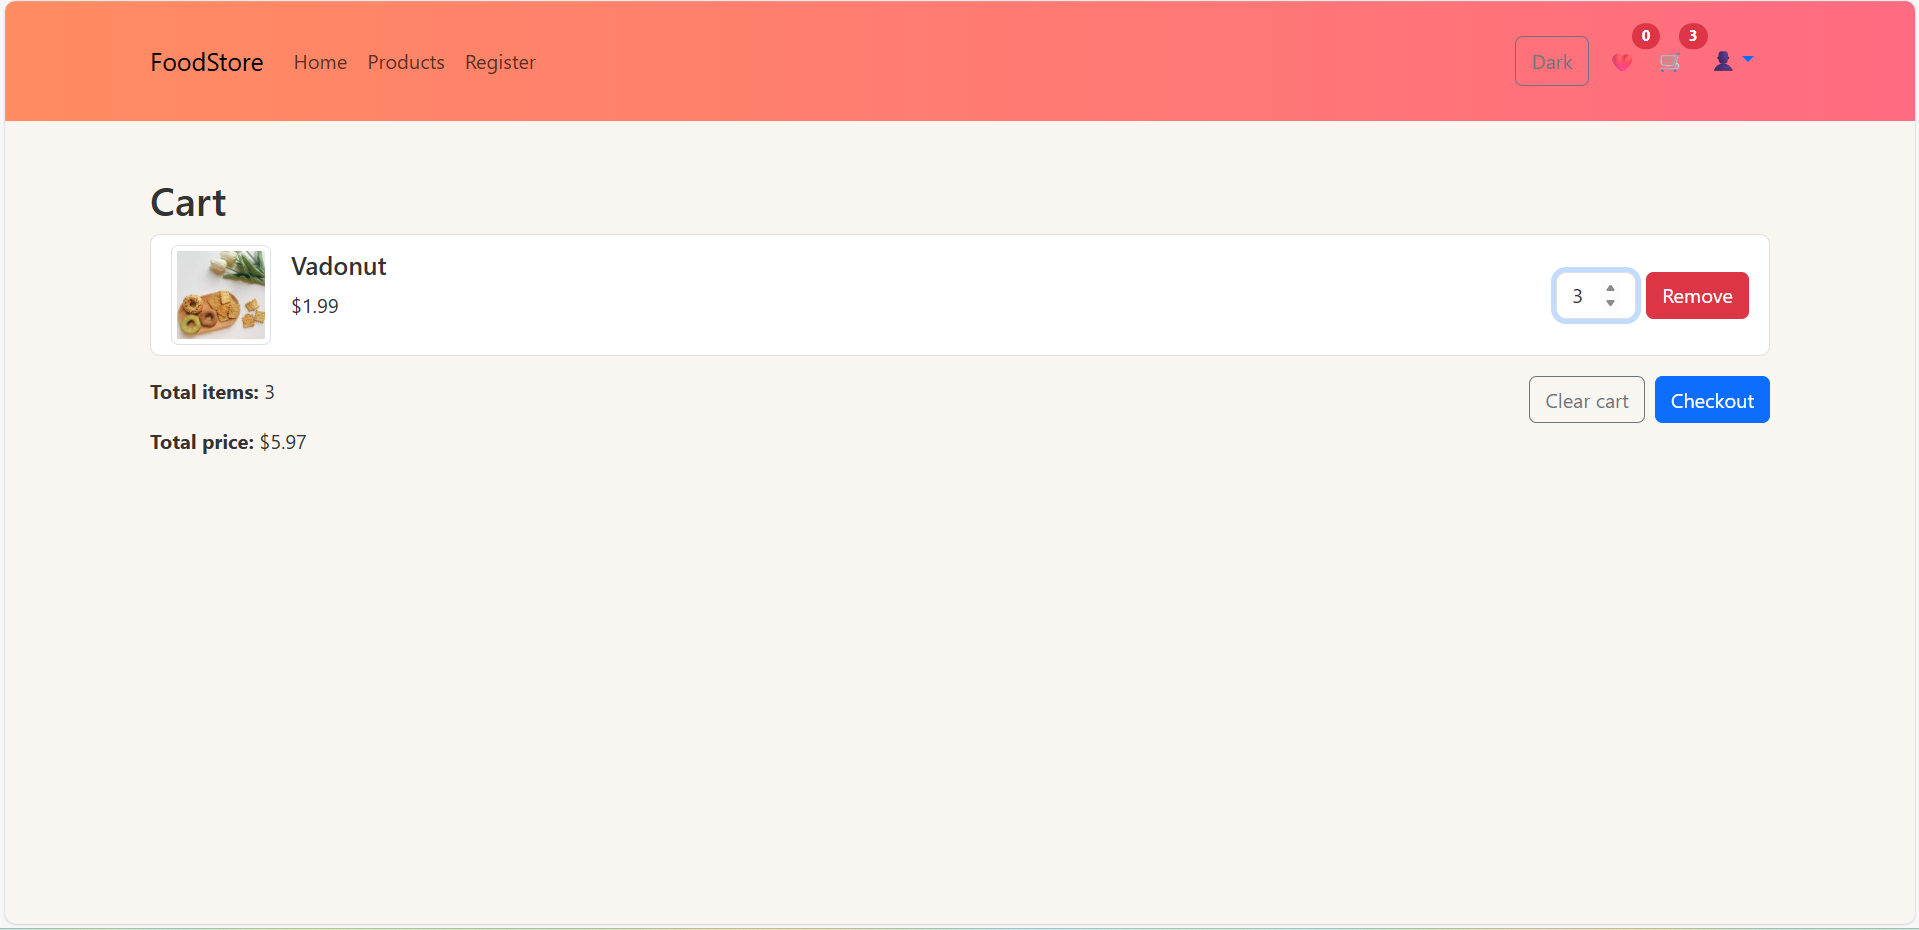 FoodStore Home Products Register Dark 0 3
Cart
Vadonut
$1.99
3 Remove
Total items: 3
Clear cart Checkout
Total price: $5.97